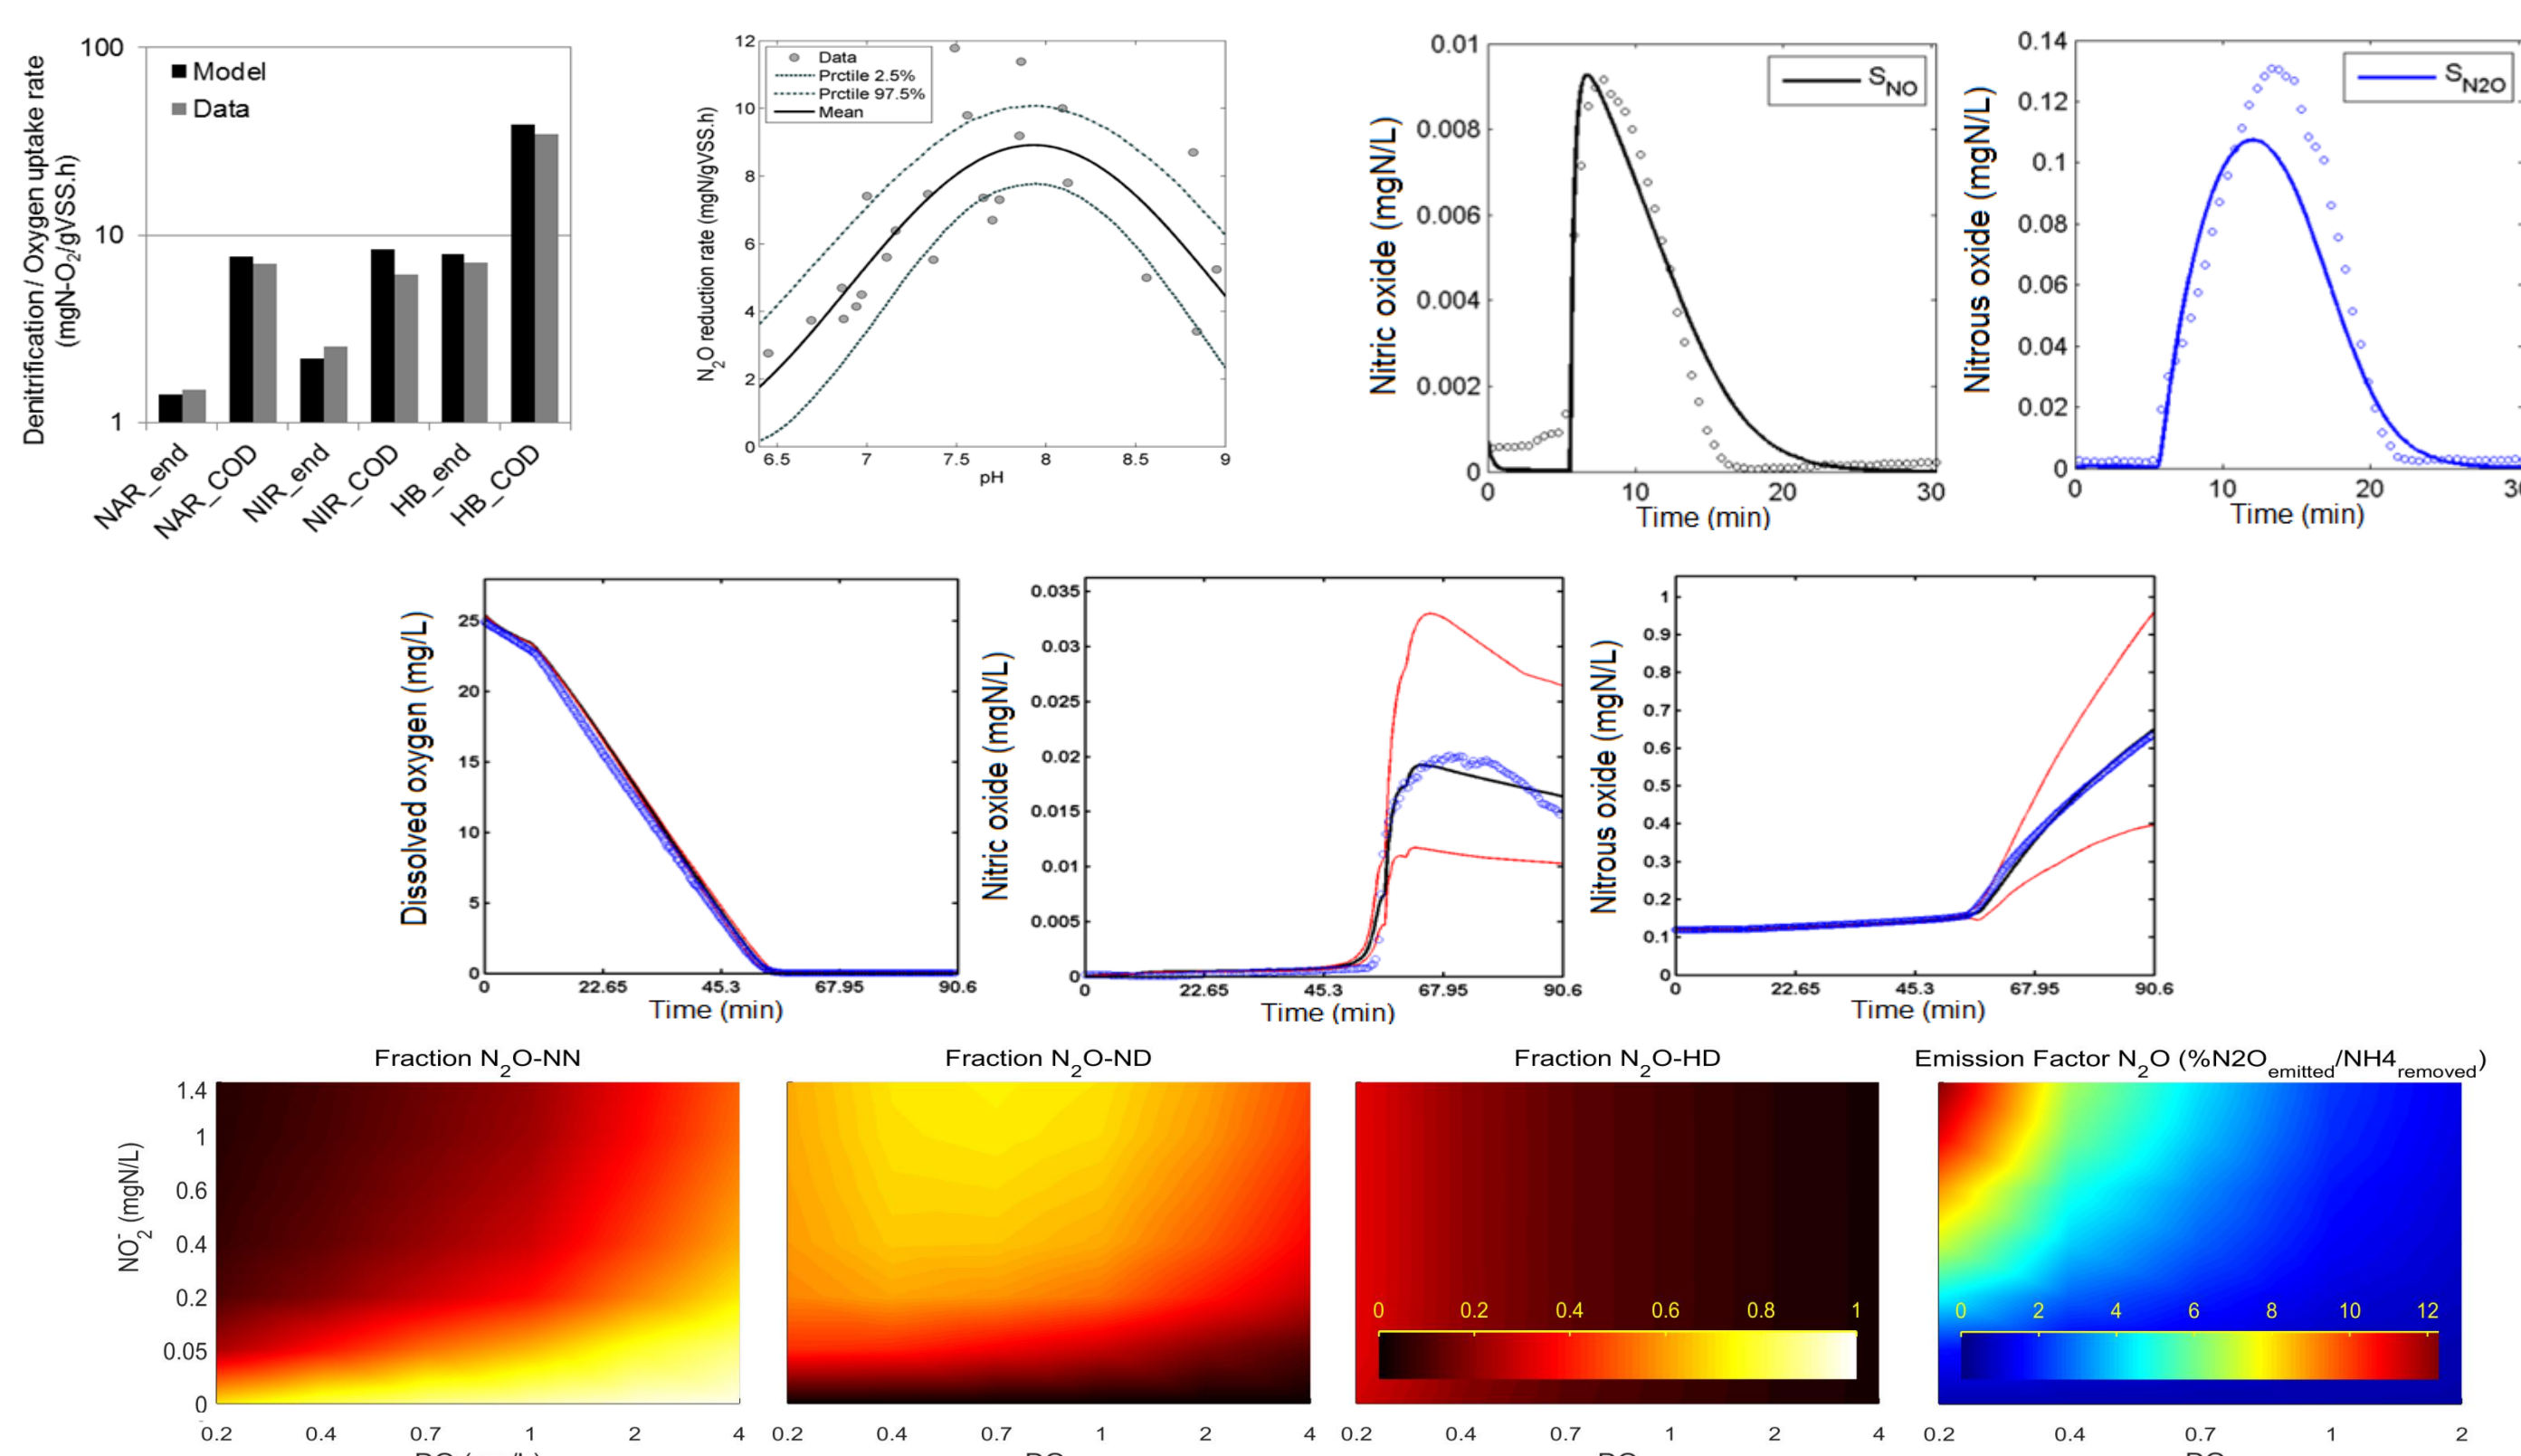 Denitrification / Oxygen uptake rate
(mgN-O2/gVSS.h)
100
10
1
Model
Data
NAR_end
NAR_COD
NIR_end
NIR_COD
HB_end
HB_COD
N2O reduction rate (mgN/gVSS.h)
12
10
8
6
4
2
0
Data
Prctile 2.5%
Prctile 97.5%
Mean
6.5 7 7.5 8 8.5 9
pH
Nitric oxide (mgN/L)
0.01
0.008
0.006
0.004
0.002
0
SNO
0 10 20 30
Time (min)
Nitrous oxide (mgN/L)
0.14
0.12
0.1
0.08
0.06
0.04
0.02
0
SN2O
0 10 20
Time (min)
Dissolved oxygen (mg/L)
25
20
15
10
5
0
0 22.65 45.3 67.95 90.6
Time (min)
Nitric oxide (mgN/L)
0.035
0.03
0.025
0.02
0.015
0.01
0.005
0
0 22.65 45.3 67.95 90.6
Time (min)
Nitrous oxide (mgN/L)
1
0.9
0.8
0.7
0.6
0.5
0.4
0.3
0.2
0.1
0
0 22.65 45.3 67.95 90.6
Time (min)
Fraction N2O-NN
NO2- (mgN/L)
1.4
1
0.6
0.4
0.2
0.05
0
0.2 0.4 0.7 1 2 4
Fraction N2O-ND
0.2 0.4 0.7 1 2 4
Fraction N2O-HD
0 0.2 0.4 0.6 0.8 1
0.2 0.4 0.7 1 2 4
Emission Factor N2O (%N2Oemitted/NH4removed)
0 2 4 6 8 10 12
0.2 0.4 0.7 1 2